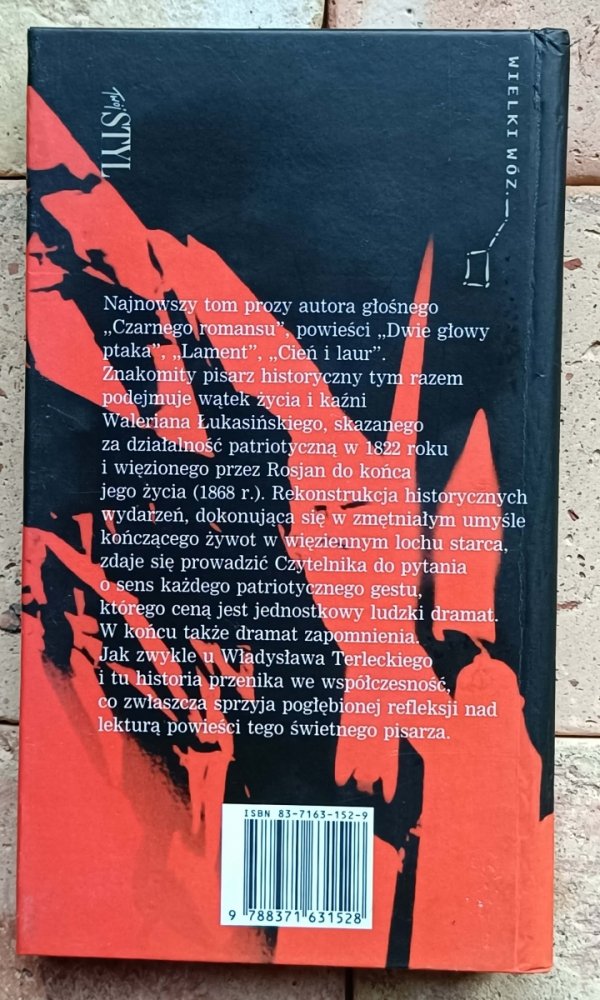 WIELKI WÓZ
Twój
STYL
Najnowszy tom prozy autora głośnego
„Czarnego romansu”, powieści „Dwie głowy
ptaka”, „Lament”, „Cień i laur”.
Znakomity pisarz historyczny tym razem
podejmuje wątek życia i kaźni
Waleriana Łukasińskiego, skazanego
za działalność patriotyczną w 1822 roku
i więzionego przez Rosjan do końca
jego życia (1868 r.). Rekonstrukcja historycznych
wydarzeń, dokonująca się w zmętniałym umyśle
kończącego żywot w więziennym lochu starca,
zdaje się prowadzić Czytelnika do pytania
o sens każdego patriotycznego gestu,
którego ceną jest jednostkowy ludzki dramat.
W końcu także dramat zapomnienia.
Jak zwykle u Władysława Terleckiego
i tu historia przenika we współczesność,
co zwłaszcza sprzyja pogłębionej refleksji nad
lekturą powieści tego świetnego pisarza.
ISBN 83-7163-152-9
9 788371 631528